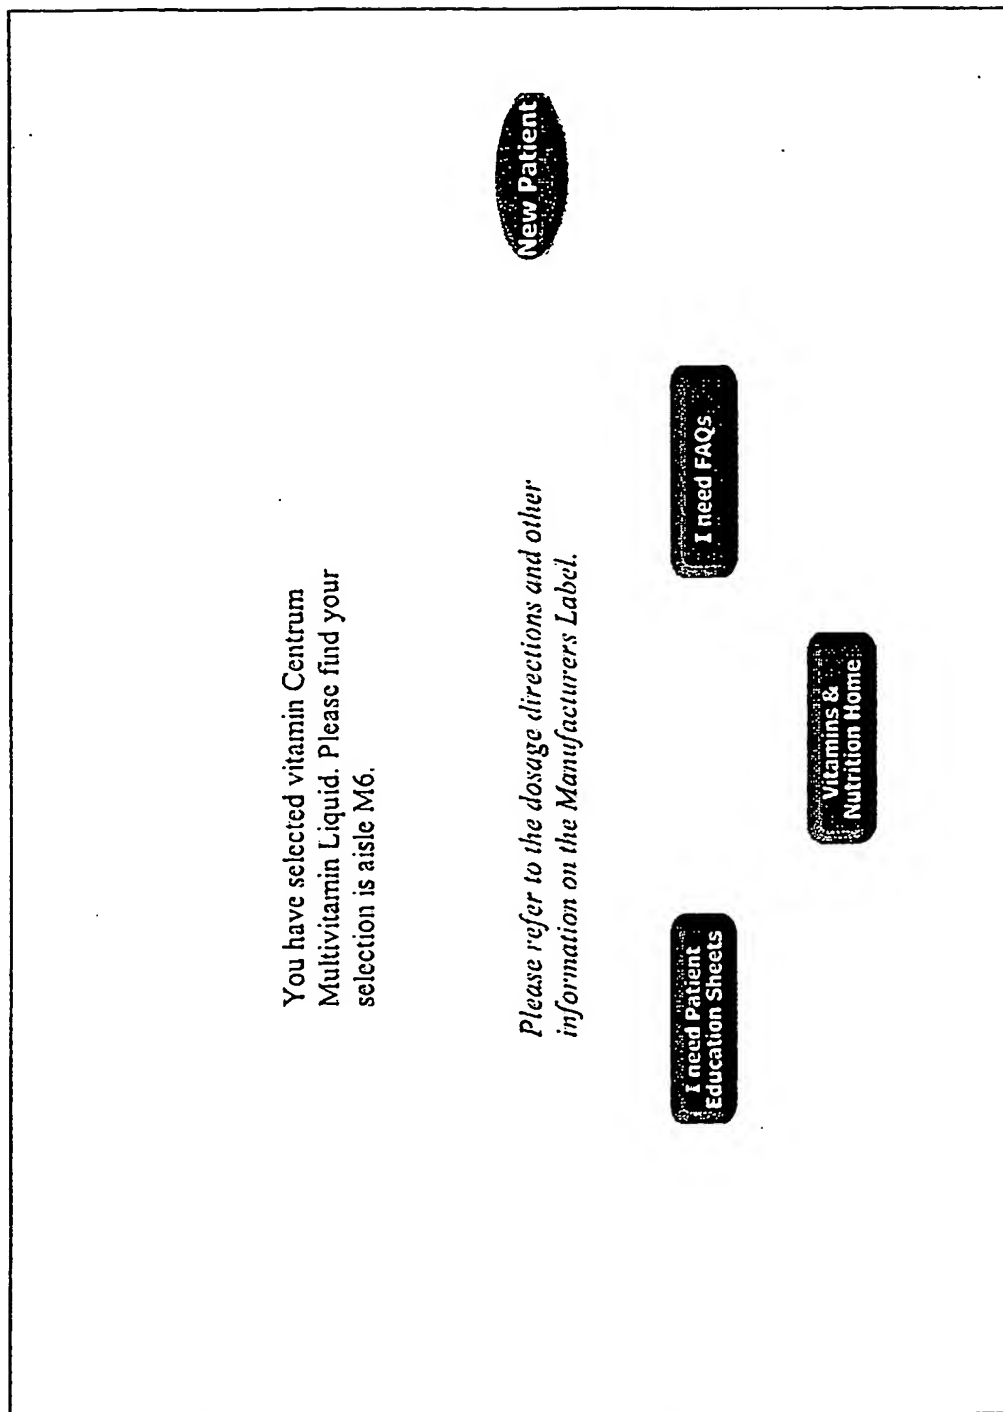 You have selected vitamin Centrum
Multivitamin Liquid. Please find your
selection is aisle M6.
Please refer to the dosage directions and other
information on the Manufacturers Label.
New Patient
I need Patient
Education Sheets
I need FAQs
Vitamins &
Nutrition Home